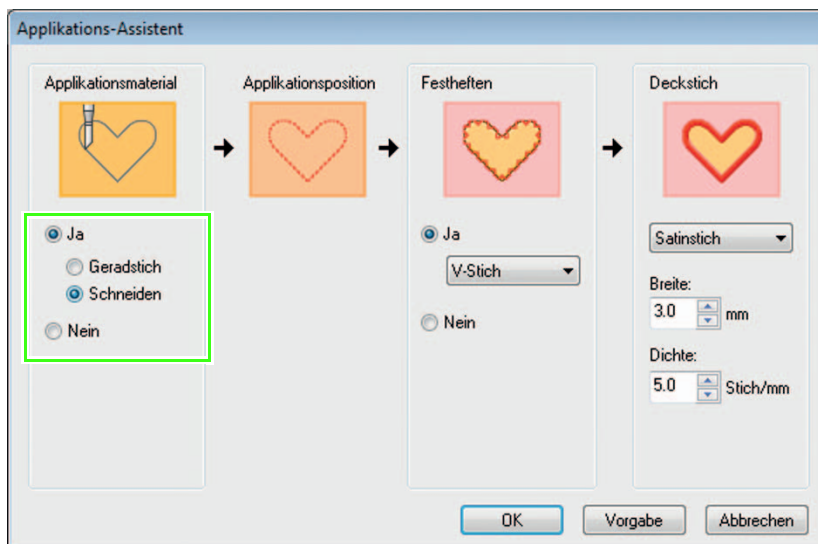 Applikations-Assistent
Applikationsmaterial
Applikationsposition
Festheften
Deckstich
Ja
Geradstich
Schneiden
Nein
Ja
V-Stich
Nein
Satinstich
Breite:
3.0 mm
Dichte:
5.0 Stich/mm
OK
Vorgabe
Abbrechen